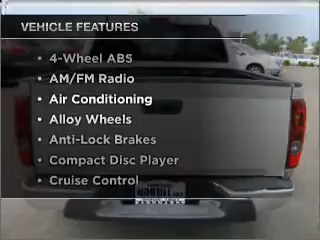 VEHICLE FEATURES
4-Wheel ABS
AM/FM Radio
Air Conditioning
Alloy Wheels
Anti-Lock Brakes
Compact Disc Player
Cruise Control